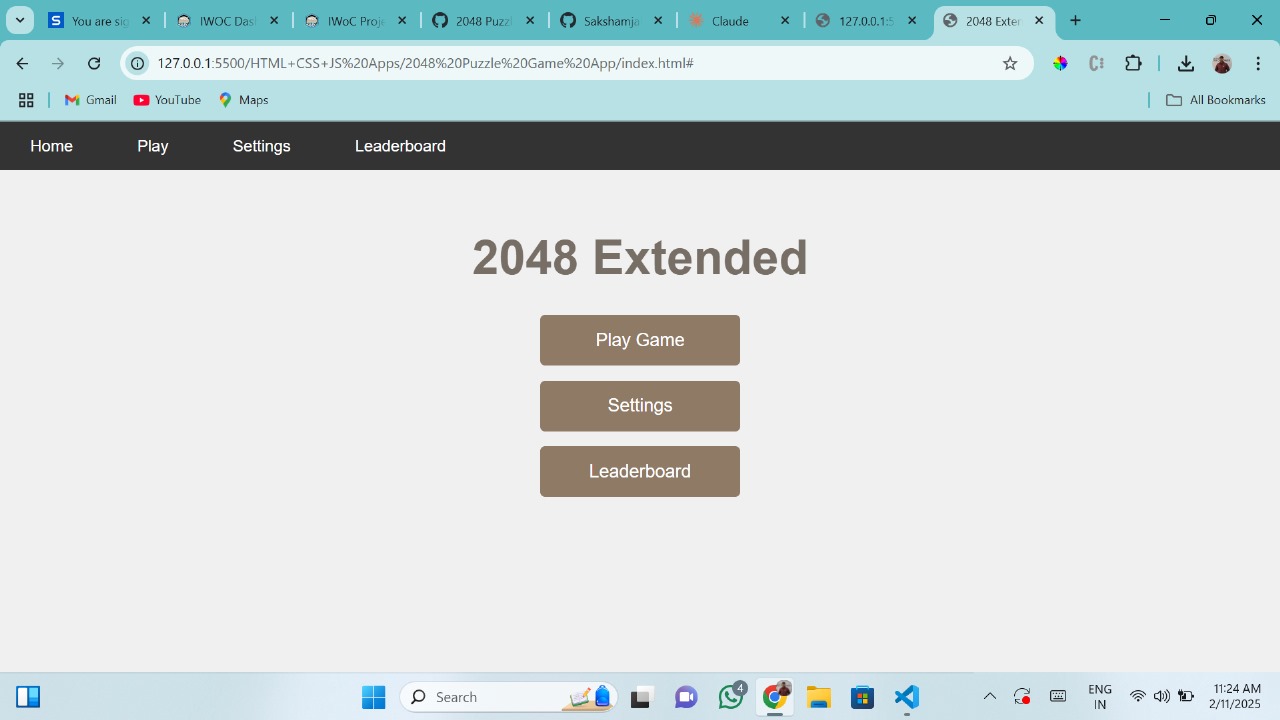 You are sig
IWOC Dasl
IWoC Proje
2048 Puzzl
Sakshamja
Claude
127.0.0.1:5
2048 Exten
127.0.0.1:5500/HTML+CSS+JS%20Apps/2048%20Puzzle%20Game%20App/index.html#
Gmail YouTube Maps All Bookmarks
Home Play Settings Leaderboard
2048 Extended
Play Game
Settings
Leaderboard
Search
4
ENG
IN
11:24 AM
2/11/2025